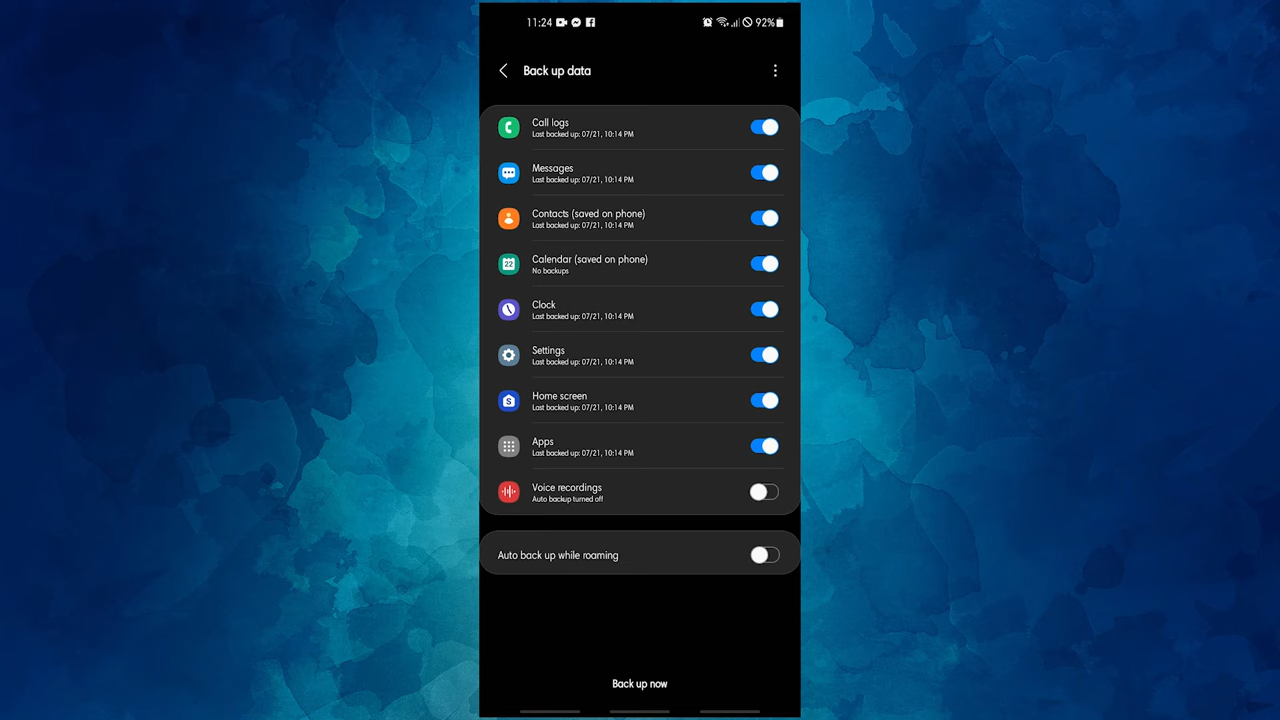 11:24 92%
Back up data
Call logs
Last backed up: 07/21, 10:14 PM
Messages
Last backed up: 07/21, 10:14 PM
Contacts (saved on phone)
Last backed up: 07/21, 10:14 PM
22
Calendar (saved on phone)
No backups
Clock
Last backed up: 07/21, 10:14 PM
Settings
Last backed up: 07/21, 10:14 PM
S
Home screen
Last backed up: 07/21, 10:14 PM
Apps
Last backed up: 07/21, 10:14 PM
Voice recordings
Auto backup turned off
Auto back up while roaming
Back up now